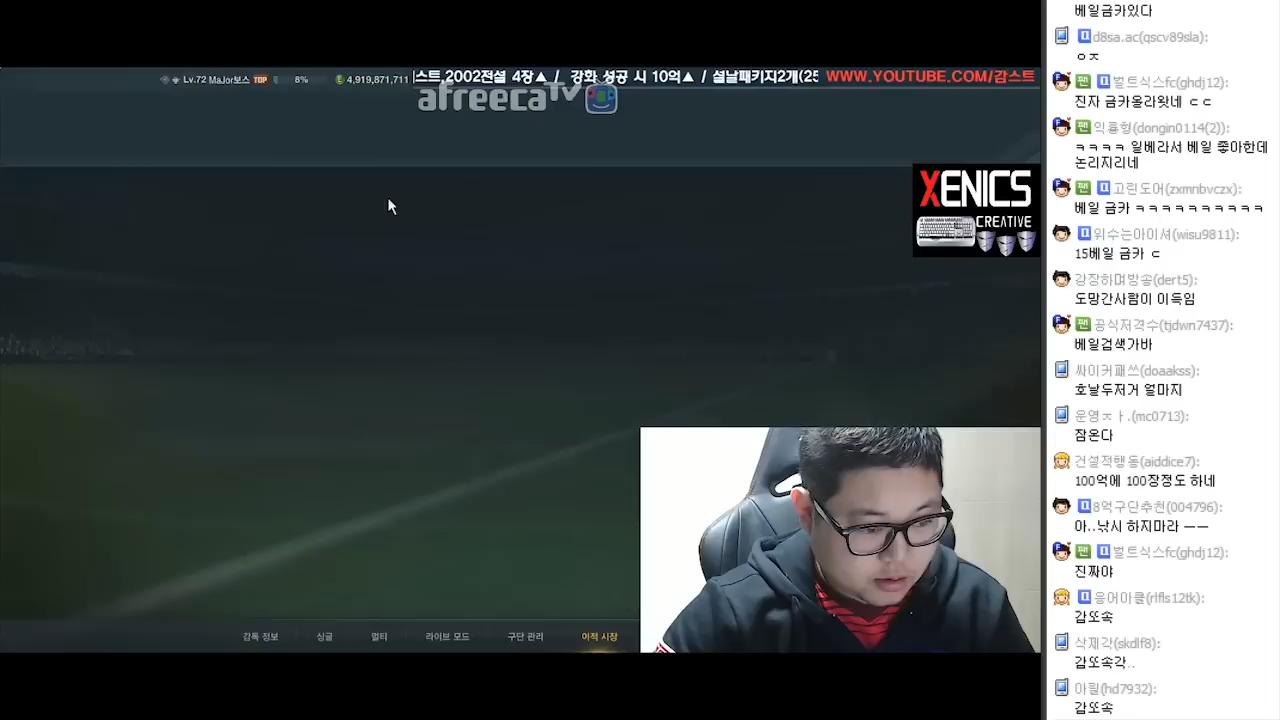 Lv.72 MaJor보스 TOP 8% 4,919,871,711
스트 2002전설 4장▲ / 강화 성공 시 10억▲ / 설날패키지2개(25 WWW.YOUTUBE.COM/감스트
afreecaTV
XENICS
CREATIVE
감독 정보 싱글 멀티 라이브 모드 구단 관리 이적 시장
베일금카있다
d8sa.ac(qscv89sla):
ㅇㅈ
팬 벌트식스fc(ghdj12):
진자 금카올라왓네 ㄷㄷ
팬 익룡형(dongin0114(2)):
ㅋㅋㅋㅋ 일베라서 베일 좋아한데
논리지리네
팬 고린도어(zxmnbvczx):
베일 금카 ㅋㅋㅋㅋㅋㅋㅋㅋㅋㅋ
위수는아이셔(wisu9811):
15베일 금카 ㄷ
강장하며방송(dert5):
도망간사람이 이득임
팬 공식저격수(tjdwn7437):
베일검색가바
싸이커패쓰(doaakss):
호날두저거 얼마지
운영ㅈㅏ.(mc0713):
잠온다
건설적행동(aiddice7):
100억에 100장정도 하네
8억구단추천(004796):
아..낚시 하지마라 ㅡㅡ
팬 벌트식스fc(ghdj12):
진짜야
응어마클(rlfls12tk):
감또속
삭제각(skdlf8):
감또속각..
아릴(hd7932):
감또속